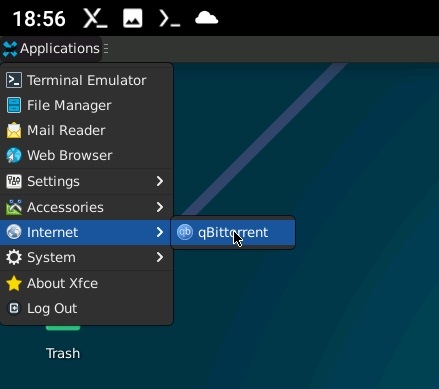 18:56
Applications
Terminal Emulator
File Manager
Mail Reader
Web Browser
Settings
Accessories
Internet
qBittorrent
System
About Xfce
Log Out
Trash